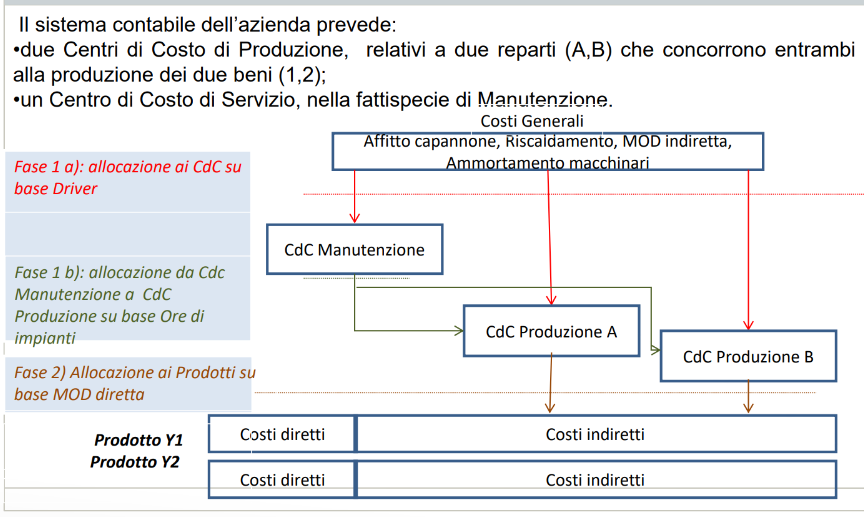 Il sistema contabile dell'azienda prevede:
•due Centri di Costo di Produzione, relativi a due reparti (A,B) che concorrono entrambi
alla produzione dei due beni (1,2);
•un Centro di Costo di Servizio, nella fattispecie di Manutenzione.
Costi Generali
Affitto capannone, Riscaldamento, MOD indiretta,
Ammortamento macchinari
Fase 1 a): allocazione ai CdC su
base Driver
CdC Manutenzione
Fase 1 b): allocazione da Cdc
Manutenzione a CdC
Produzione su base Ore di
impianti
CdC Produzione A
CdC Produzione B
Fase 2) Allocazione ai Prodotti su
base MOD diretta
Prodotto Y1
Prodotto Y2
Costi diretti
Costi indiretti
Costi diretti
Costi indiretti